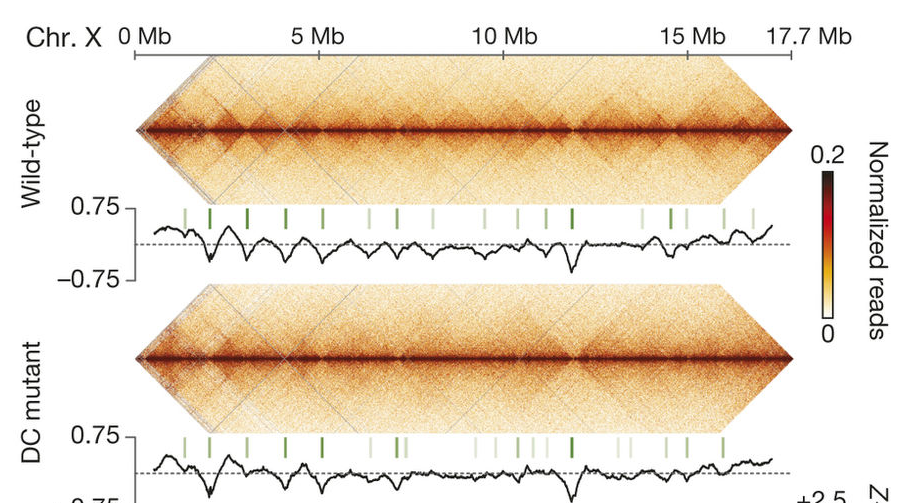 Chr. X 0 Mb 5 Mb 10 Mb 15 Mb 17.7 Mb
Wild-type
0.2
Normalized reads
0
0.75
−0.75
DC mutant
0.75
+2.5